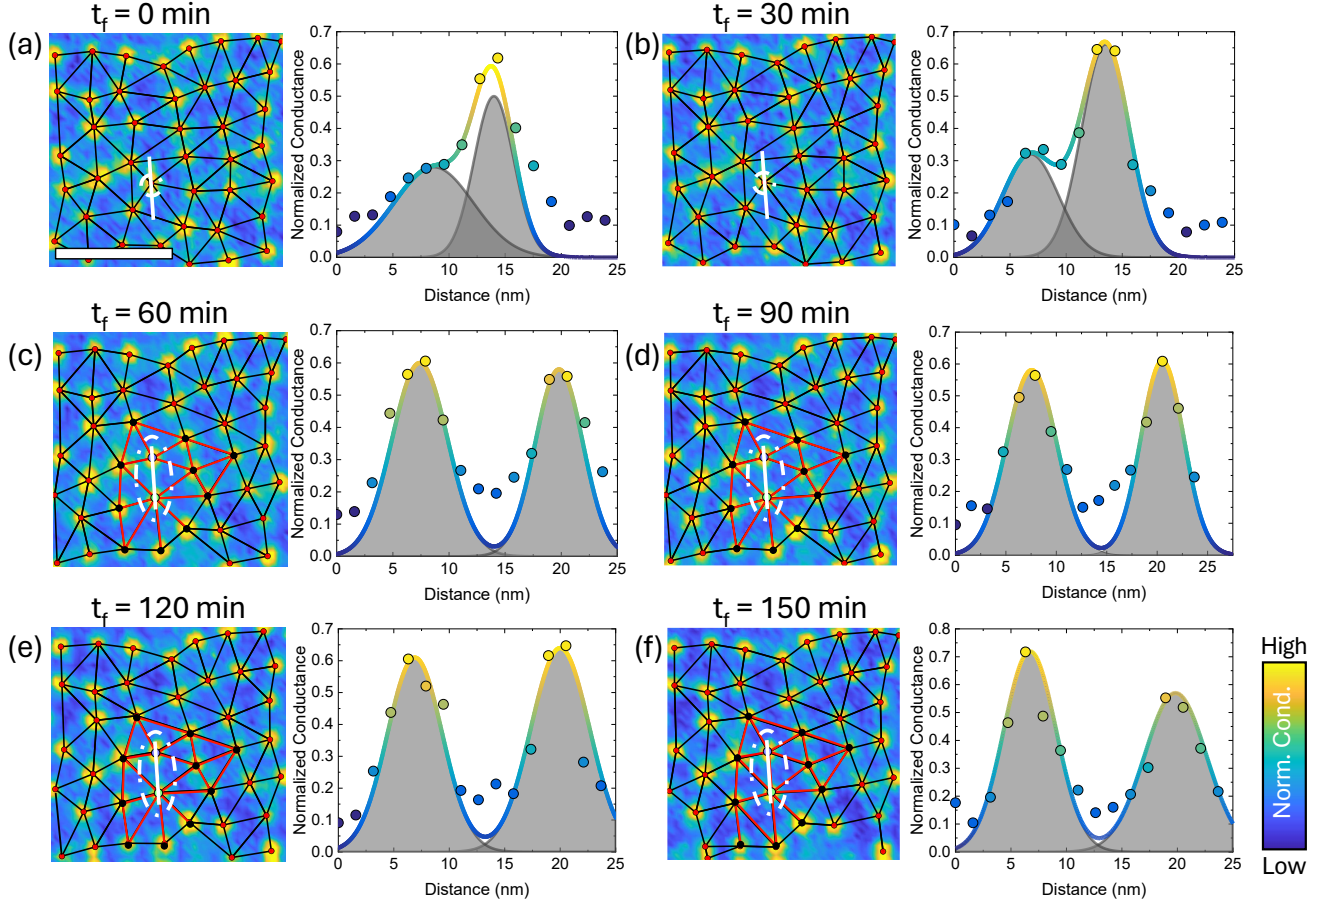 t_f = 0 min
t_f = 30 min
(a)
Normalized Conductance
0.7
0.6
0.5
0.4
0.3
0.2
0.1
0.0
0 5 10 15 20 25
Distance (nm)
(b)
Normalized Conductance
0.7
0.6
0.5
0.4
0.3
0.2
0.1
0.0
0 5 10 15 20 25
Distance (nm)
t_f = 60 min
t_f = 90 min
(c)
Normalized Conductance
0.7
0.6
0.5
0.4
0.3
0.2
0.1
0.0
0 5 10 15 20 25
Distance (nm)
(d)
Normalized Conductance
0.7
0.6
0.5
0.4
0.3
0.2
0.1
0.0
0 5 10 15 20 25
Distance (nm)
t_f = 120 min
t_f = 150 min
(e)
Normalized Conductance
0.7
0.6
0.5
0.4
0.3
0.2
0.1
0.0
0 5 10 15 20 25
Distance (nm)
(f)
Normalized Conductance
0.8
0.7
0.6
0.5
0.4
0.3
0.2
0.1
0.0
0 5 10 15 20 25
Distance (nm)
High
Norm. Cond.
Low